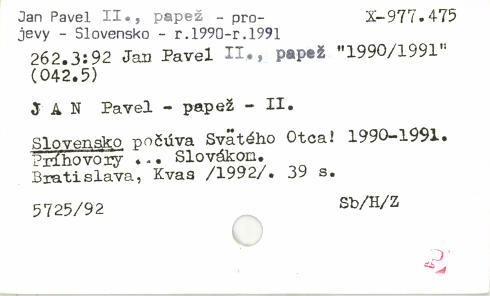 Jan Pavel II., papež - pro-
jevy - Slovensko - r.1990-r.1991
X-977.475
262.3:92 Jan Pavel II., papež "1990/1991"
(042.5)
J A N Pavel - papež - II.
Slovensko počúva Svätého Otca! 1990-1991.
Príhovory ... Slovákom.
Bratislava, Kvas /1992/. 39 s.
5725/92
Sb/H/Z